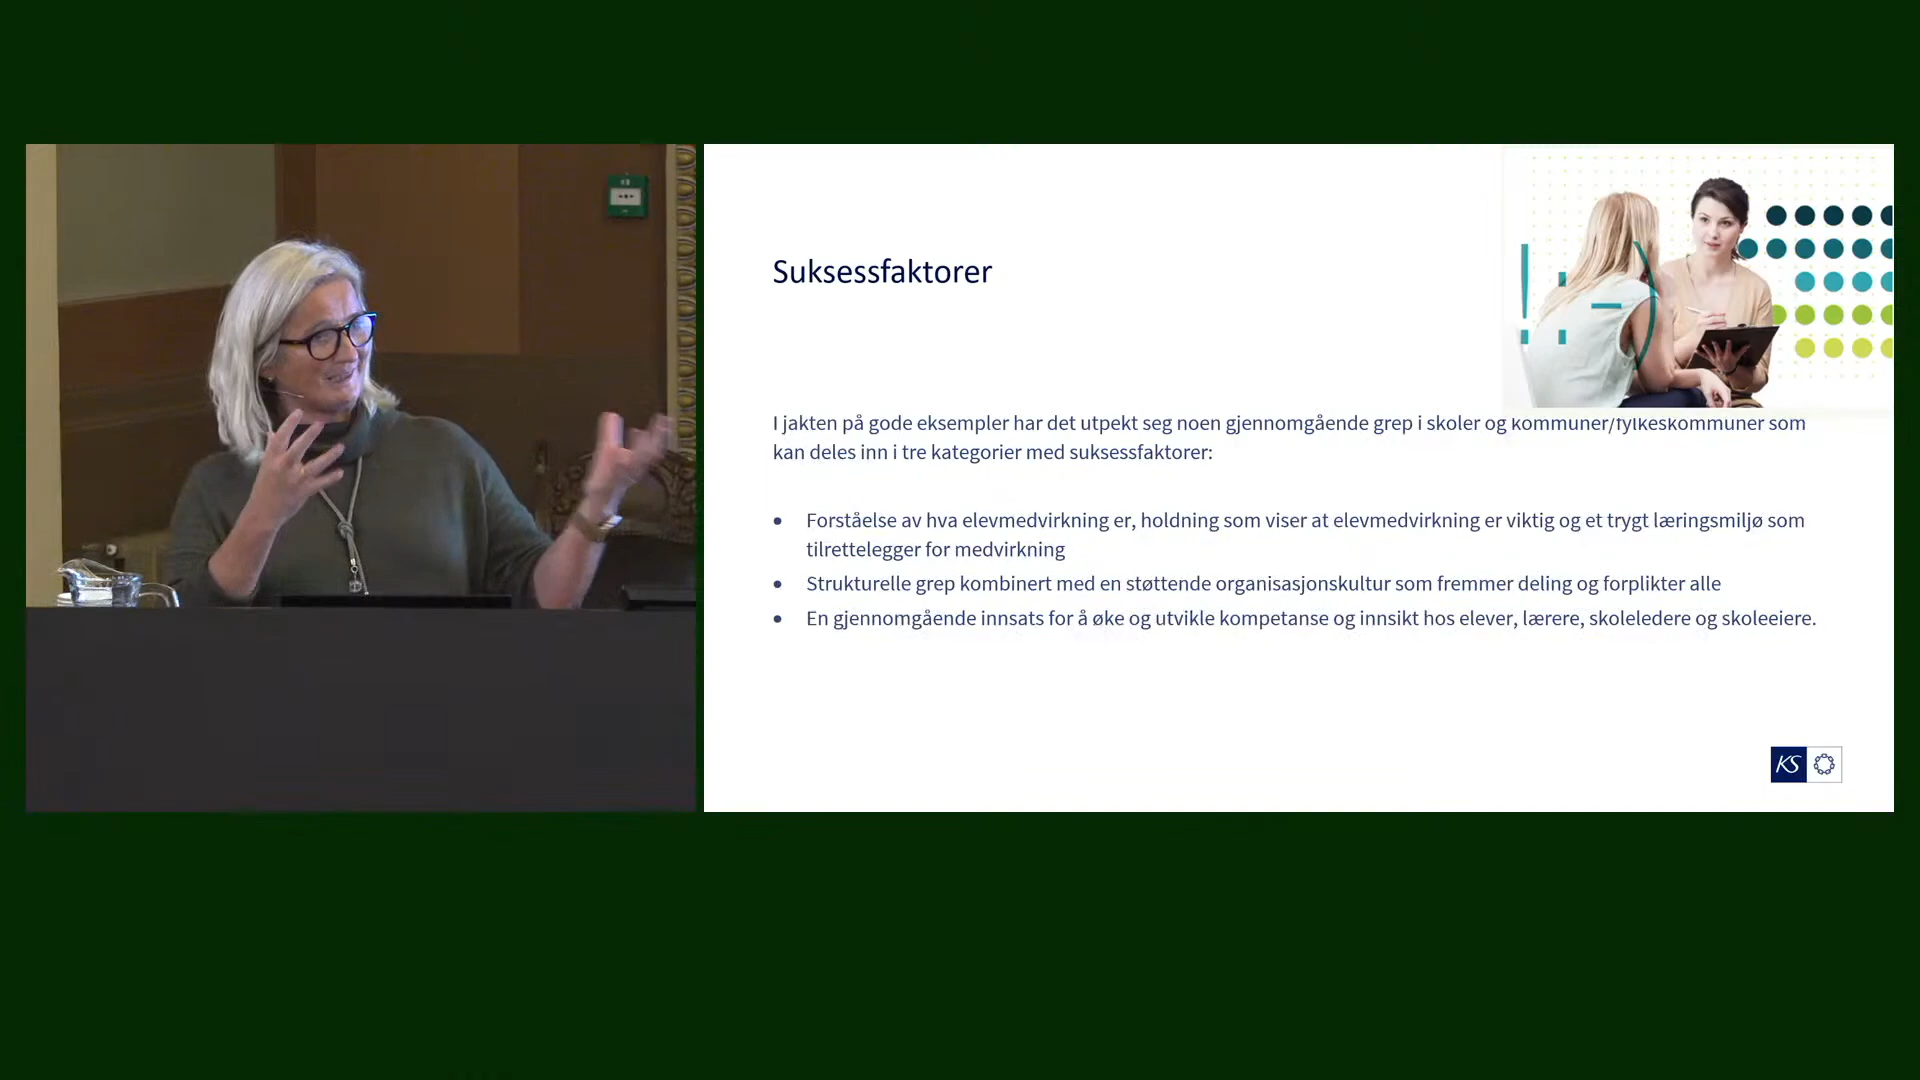 Suksessfaktorer
I jakten på gode eksempler har det utpekt seg noen gjennomgående grep i skoler og kommuner/fylkeskommuner som
kan deles inn i tre kategorier med suksessfaktorer:
• Forståelse av hva elevmedvirkning er, holdning som viser at elevmedvirkning er viktig og et trygt læringsmiljø som
tilrettelegger for medvirkning
• Strukturelle grep kombinert med en støttende organisasjonskultur som fremmer deling og forplikter alle
• En gjennomgående innsats for å øke og utvikle kompetanse og innsikt hos elever, lærere, skoleledere og skoleeiere.
KS